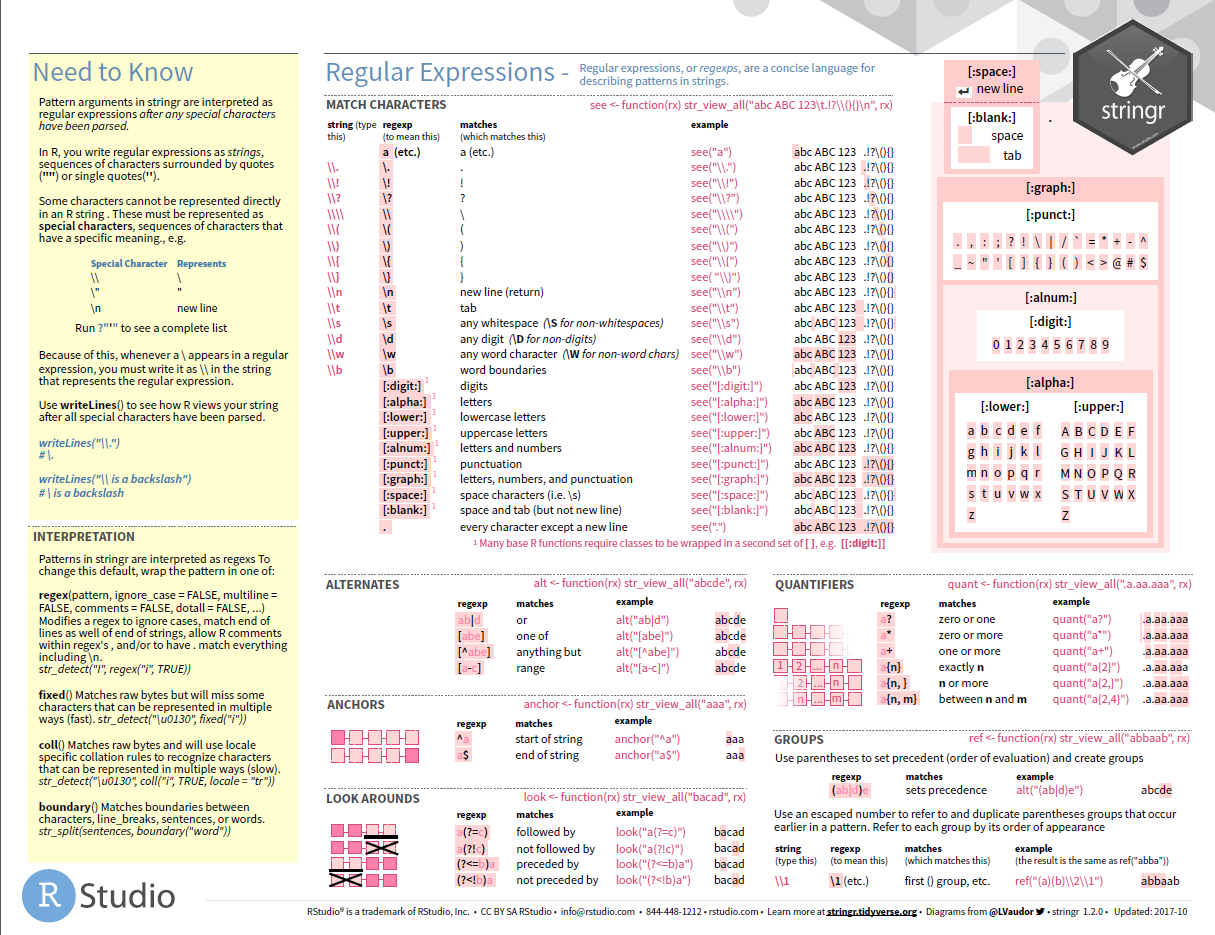 Need to Know
Pattern arguments in stringr are interpreted as
regular expressions after any special characters
have been parsed.
In R, you write regular expressions as strings,
sequences of characters surrounded by quotes
("") or single quotes('').
Some characters cannot be represented directly
in an R string . These must be represented as
special characters, sequences of characters that
have a specific meaning., e.g.
Special Character Represents
\\ \
\" "
\n new line
Run ?"'" to see a complete list
Because of this, whenever a \ appears in a regular
expression, you must write it as \\ in the string
that represents the regular expression.
Use writeLines() to see how R views your string
after all special characters have been parsed.
writeLines("\\.")
# \.
writeLines("\\ is a backslash")
# \ is a backslash
INTERPRETATION
Patterns in stringr are interpreted as regexs To
change this default, wrap the pattern in one of:
regex(pattern, ignore_case = FALSE, multiline =
FALSE, comments = FALSE, dotall = FALSE, ...)
Modifies a regex to ignore cases, match end of
lines as well of end of strings, allow R comments
within regex's , and/or to have . match everything
including \n.
str_detect("I", regex("i", TRUE))
fixed() Matches raw bytes but will miss some
characters that can be represented in multiple
ways (fast). str_detect("\u0130", fixed("i"))
coll() Matches raw bytes and will use locale
specific collation rules to recognize characters
that can be represented in multiple ways (slow).
str_detect("\u0130", coll("i", TRUE, locale = "tr"))
boundary() Matches boundaries between
characters, line_breaks, sentences, or words.
str_split(sentences, boundary("word"))
Regular Expressions -
Regular expressions, or regexps, are a concise language for
describing patterns in strings.
MATCH CHARACTERS see <- function(rx) str_view_all("abc ABC 123\t.!?\\(){}\n", rx)
string (type regexp matches example
this) (to mean this) (which matches this)
a (etc.) a (etc.) see("a") abc ABC 123 .!?\(){}
\\. \. . see("\\.") abc ABC 123 .!?\(){}
\\! \! ! see("\\!") abc ABC 123 .!?\(){}
\\? \? ? see("\\?") abc ABC 123 .!?\(){}
\\\\ \\ \ see("\\\\") abc ABC 123 .!?\(){}
\\( \( ( see("\\(") abc ABC 123 .!?\(){}
\\) \) ) see("\\)") abc ABC 123 .!?\(){}
\\{ \{ { see("\\{") abc ABC 123 .!?\(){}
\\} \} } see( "\\}") abc ABC 123 .!?\(){}
\\n \n new line (return) see("\\n") abc ABC 123 .!?\(){}
\\t \t tab see("\\t") abc ABC 123 .!?\(){}
\\s \s any whitespace (\S for non-whitespaces) see("\\s") abc ABC 123 .!?\(){}
\\d \d any digit (\D for non-digits) see("\\d") abc ABC 123 .!?\(){}
\\w \w any word character (\W for non-word chars) see("\\w") abc ABC 123 .!?\(){}
\\b \b word boundaries see("\\b") abc ABC 123 .!?\(){}
[:digit:] 1 digits see("[:digit:]") abc ABC 123 .!?\(){}
[:alpha:] 1 letters see("[:alpha:]") abc ABC 123 .!?\(){}
[:lower:] 1 lowercase letters see("[:lower:]") abc ABC 123 .!?\(){}
[:upper:] 1 uppercase letters see("[:upper:]") abc ABC 123 .!?\(){}
[:alnum:] 1 letters and numbers see("[:alnum:]") abc ABC 123 .!?\(){}
[:punct:] 1 punctuation see("[:punct:]") abc ABC 123 .!?\(){}
[:graph:] 1 letters, numbers, and punctuation see("[:graph:]") abc ABC 123 .!?\(){}
[:space:] 1 space characters (i.e. \s) see("[:space:]") abc ABC 123 .!?\(){}
[:blank:] 1 space and tab (but not new line) see("[:blank:]") abc ABC 123 .!?\(){}
. every character except a new line see(".") abc ABC 123 .!?\(){}
1 Many base R functions require classes to be wrapped in a second set of [ ], e.g. [[:digit:]]
[:space:]
new line
[:blank:] .
space
tab
stringr
[:graph:]
[:punct:]
. , : ; ? ! \ | / ` = * + - ^
_ ~ " ' [ ] { } ( ) < > @ # $
[:alnum:]
[:digit:]
0 1 2 3 4 5 6 7 8 9
[:alpha:]
[:lower:] [:upper:]
a b c d e f A B C D E F
g h i j k l G H I J K L
m n o p q r M N O P Q R
s t u v w x S T U V W X
z Z
ALTERNATES alt <- function(rx) str_view_all("abcde", rx)
regexp matches example
ab|d or alt("ab|d") abcde
[abe] one of alt("[abe]") abcde
[^abe] anything but alt("[^abe]") abcde
[a-c] range alt("[a-c]") abcde
ANCHORS anchor <- function(rx) str_view_all("aaa", rx)
regexp matches example
^a start of string anchor("^a") aaa
a$ end of string anchor("a$") aaa
LOOK AROUNDS look <- function(rx) str_view_all("bacad", rx)
regexp matches example
a(?=c) followed by look("a(?=c)") bacad
a(?!c) not followed by look("a(?!c)") bacad
(?<=b)a preceded by look("(?<=b)a") bacad
(?<!b)a not preceded by look("(?<!b)a") bacad
QUANTIFIERS quant <- function(rx) str_view_all(".a.aa.aaa", rx)
regexp matches example
a? zero or one quant("a?") .a.aa.aaa
a* zero or more quant("a*") .a.aa.aaa
a+ one or more quant("a+") .a.aa.aaa
1 2 ... n a{n} exactly n quant("a{2}") .a.aa.aaa
2 ... n a{n, } n or more quant("a{2,}") .a.aa.aaa
n ... m a{n, m} between n and m quant("a{2,4}") .a.aa.aaa
GROUPS ref <- function(rx) str_view_all("abbaab", rx)
Use parentheses to set precedent (order of evaluation) and create groups
regexp matches example
(ab|d)e sets precedence alt("(ab|d)e") abcde
Use an escaped number to refer to and duplicate parentheses groups that occur
earlier in a pattern. Refer to each group by its order of appearance
string regexp matches example
(type this) (to mean this) (which matches this) (the result is the same as ref("abba"))
\\1 \1 (etc.) first () group, etc. ref("(a)(b)\\2\\1") abbaab
R Studio
RStudio® is a trademark of RStudio, Inc. • CC BY SA RStudio • info@rstudio.com • 844-448-1212 • rstudio.com • Learn more at stringr.tidyverse.org • Diagrams from @LVaudor • stringr 1.2.0 • Updated: 2017-10